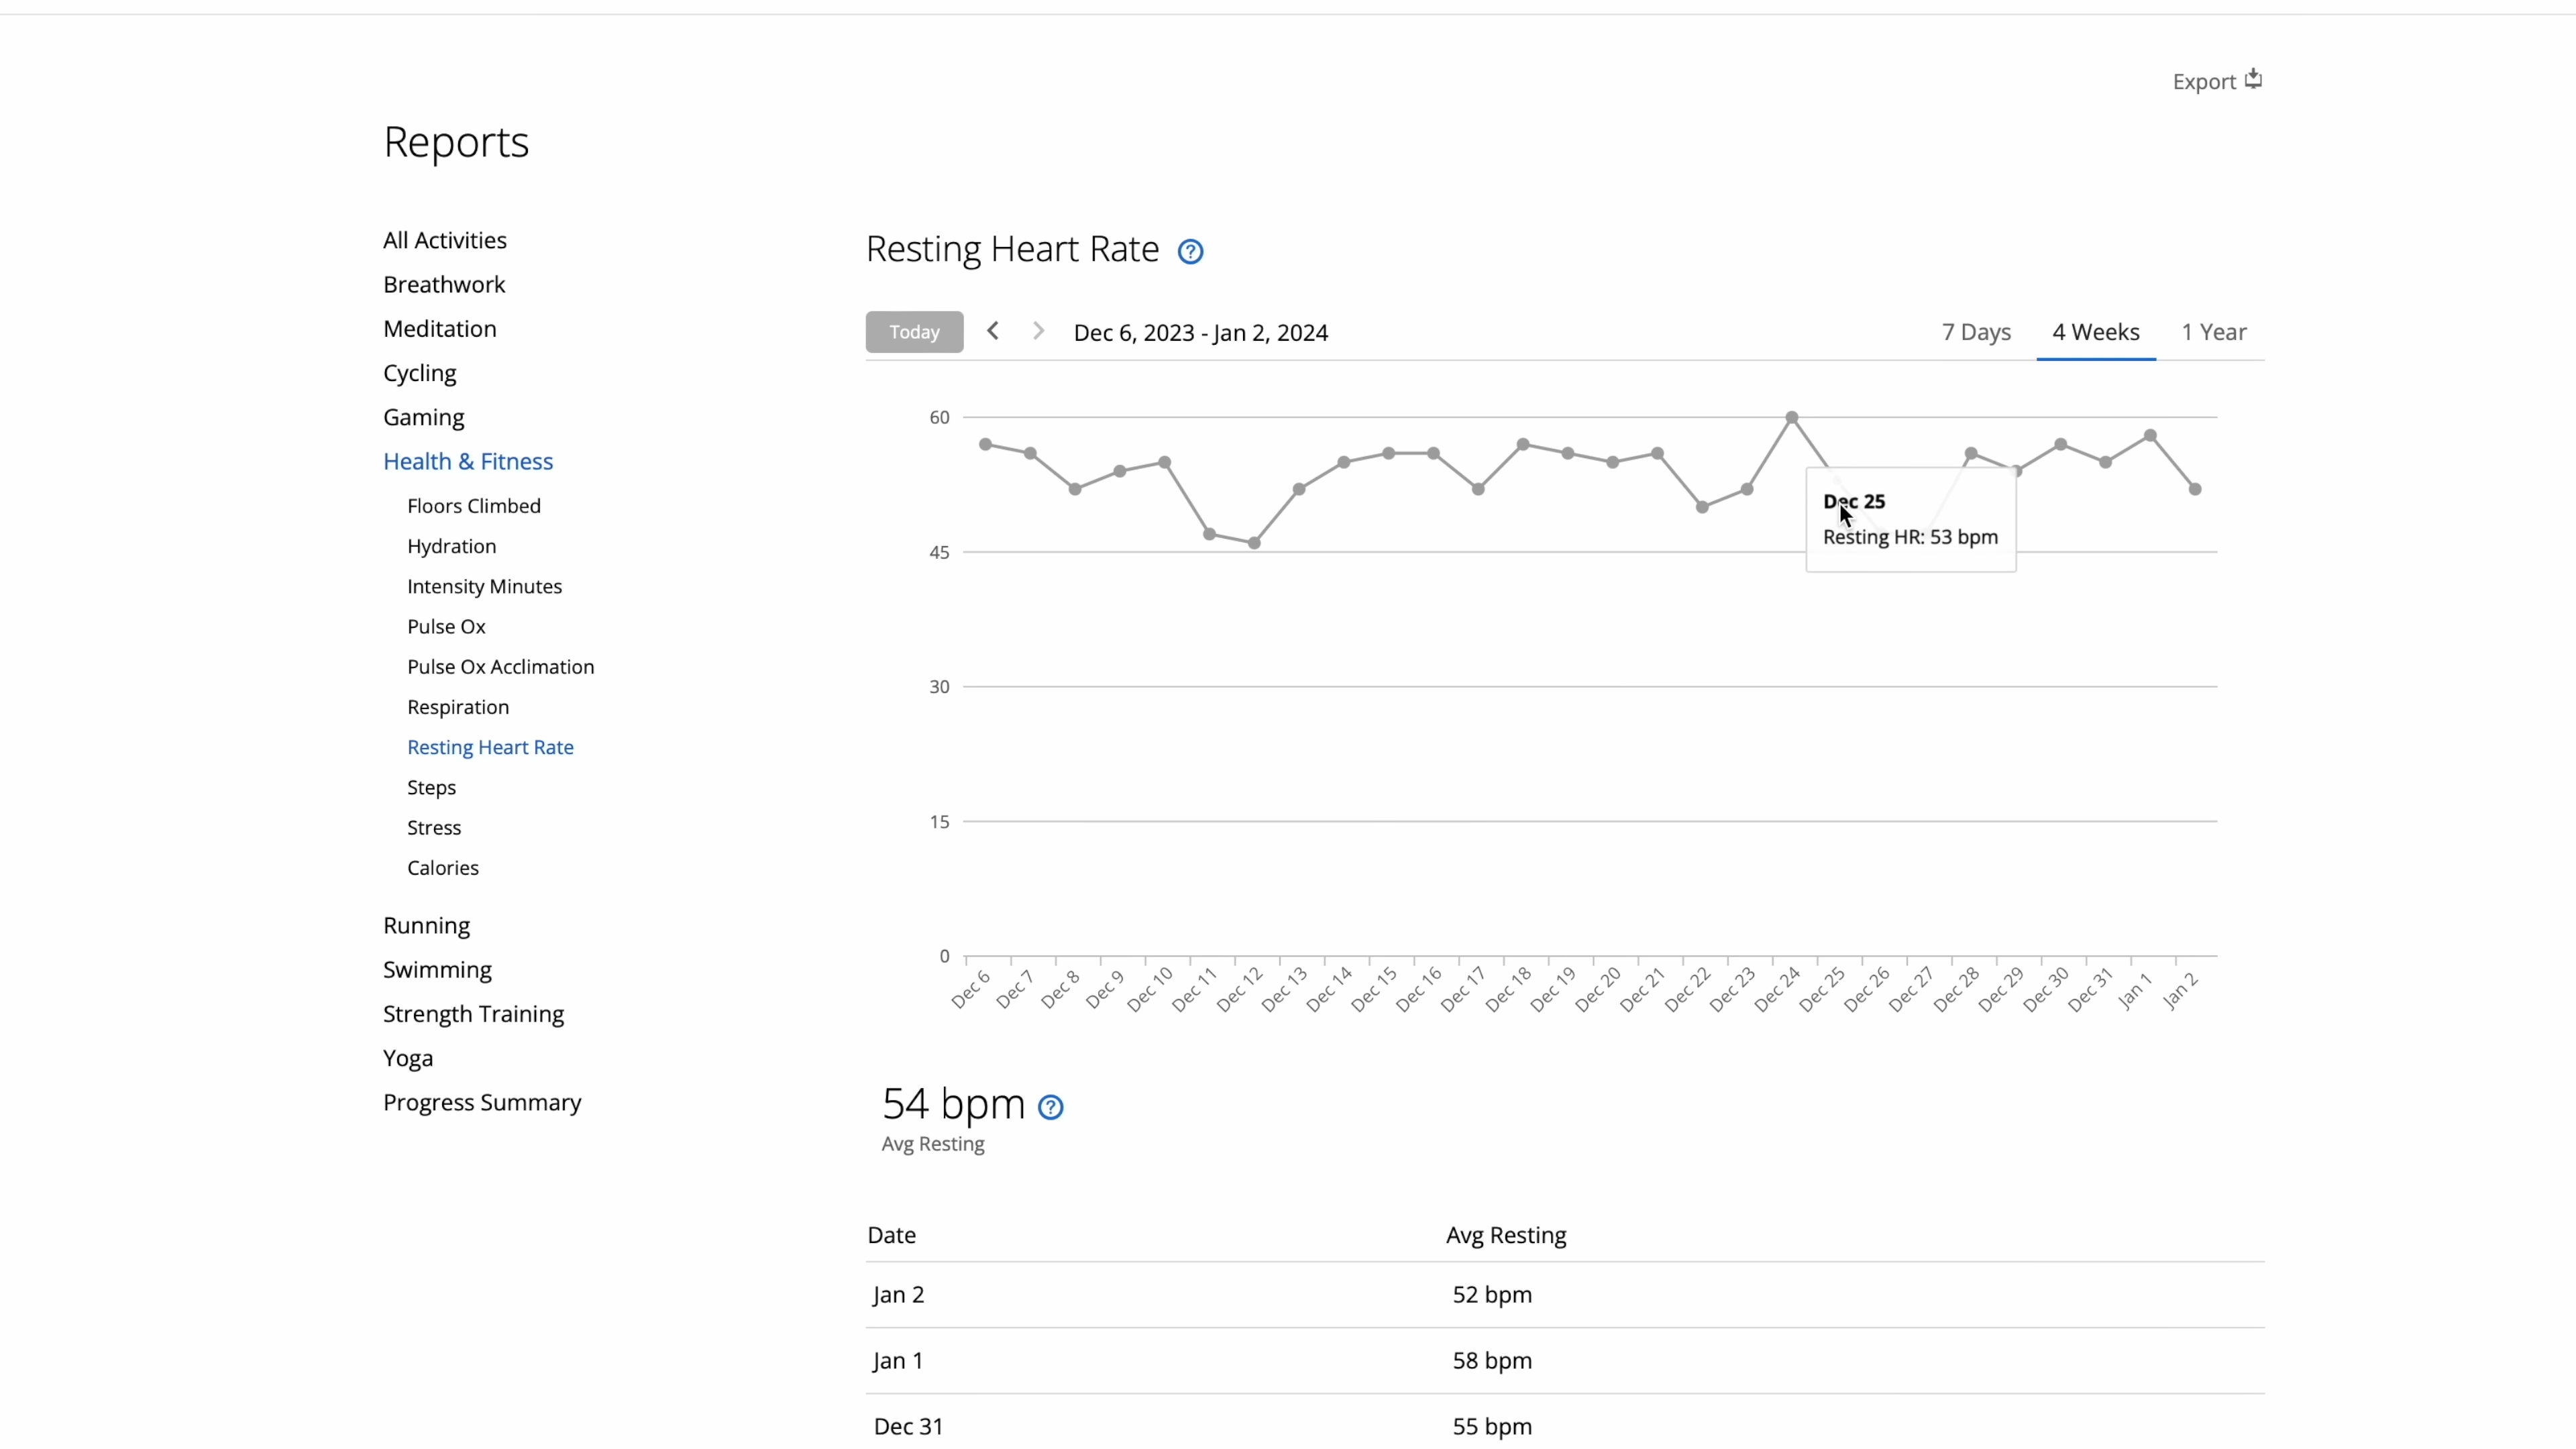 Export
Reports
All Activities
Breathwork
Meditation
Cycling
Gaming
Health & Fitness
Floors Climbed
Hydration
Intensity Minutes
Pulse Ox
Pulse Ox Acclimation
Respiration
Resting Heart Rate
Steps
Stress
Calories
Running
Swimming
Strength Training
Yoga
Progress Summary
Resting Heart Rate ?
Today Dec 6, 2023 - Jan 2, 2024 7 Days 4 Weeks 1 Year
60
45
30
15
0
Dec 25
Resting HR: 53 bpm
Dec 6 Dec 7 Dec 8 Dec 9 Dec 10 Dec 11 Dec 12 Dec 13 Dec 14 Dec 15 Dec 16 Dec 17 Dec 18 Dec 19 Dec 20 Dec 21 Dec 22 Dec 23 Dec 24 Dec 25 Dec 26 Dec 27 Dec 28 Dec 29 Dec 30 Dec 31 Jan 1 Jan 2
54 bpm ?
Avg Resting
Date Avg Resting
Jan 2 52 bpm
Jan 1 58 bpm
Dec 31 55 bpm